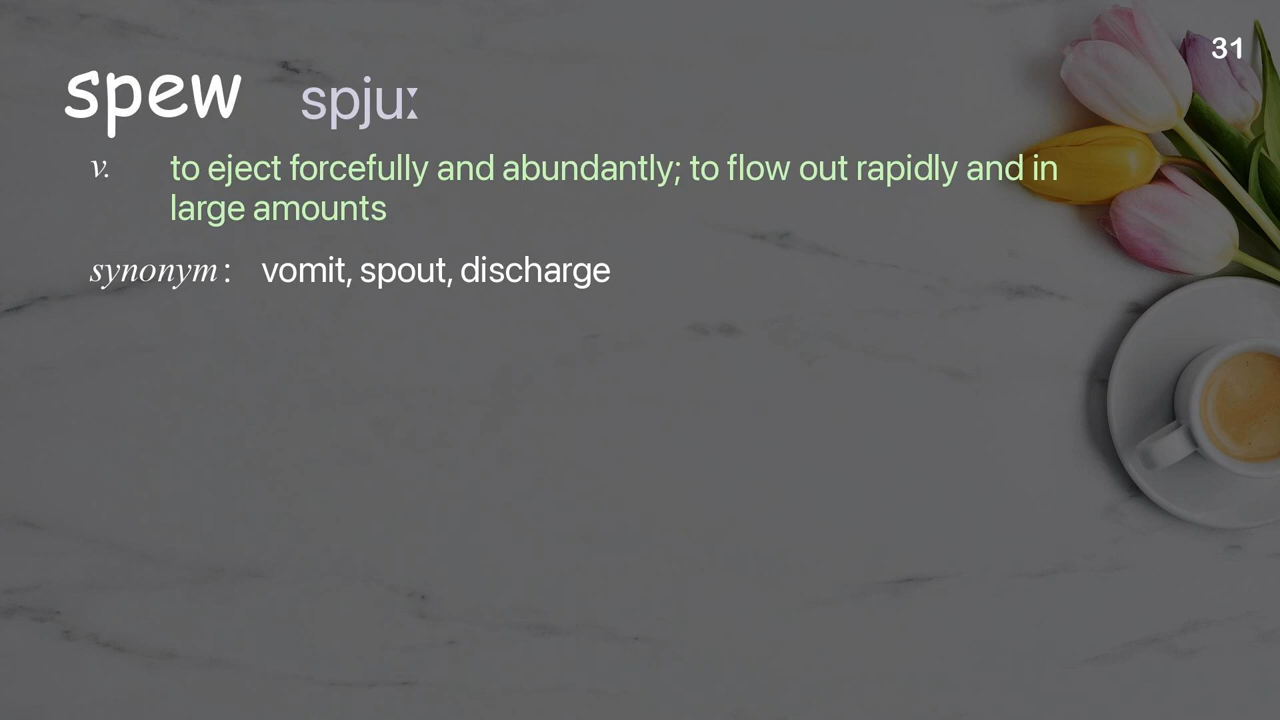 31
spew spjuː
v. to eject forcefully and abundantly; to flow out rapidly and in
large amounts
synonym: vomit, spout, discharge